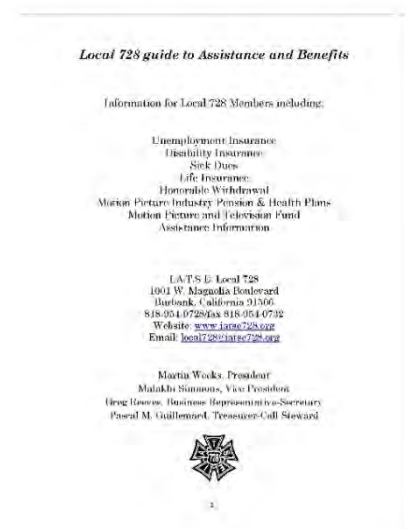 Local 728 guide to Assistance and Benefits
Information for Local 728 Members including:
Unemployment Insurance
Disability Insurance
Sick Dues
Life Insurance
Honorable Withdrawal
Motion Picture Industry Pension & Health Plans
Motion Picture and Television Fund
Assistance Information
I.A.T.S.E. Local 728
1001 W. Magnolia Boulevard
Burbank, California 91506
818-954-0728/fax 818-954-0732
Website: www.iatse728.org
Email: local728@iatse728.org
Martin Weeks, President
Malakhi Simmons, Vice President
Greg Reeves, Business Representative-Secretary
Pascal M. Guillemard, Treasurer-Call Steward
1